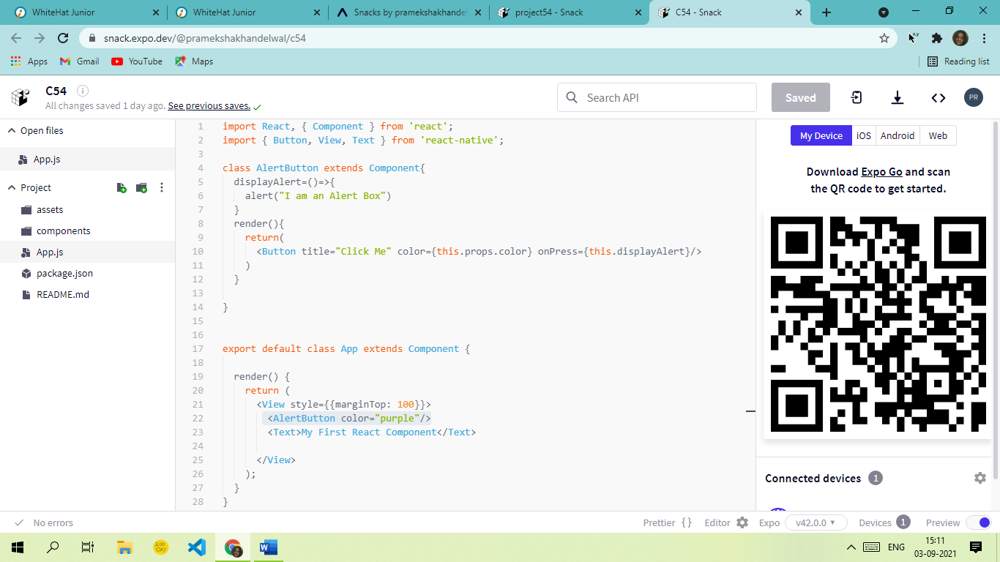 WhiteHat Junior
WhiteHat Junior
Snacks by pramekshakhandel
project54 - Snack
C54 - Snack
snack.expo.dev/@pramekshakhandelwal/c54
Apps
Gmail
YouTube
Maps
Reading list
C54
All changes saved 1 day ago. See previous saves.
Search API
Saved
PR
Open files
App.js
Project
assets
components
App.js
package.json
README.md
1 import React, { Component } from 'react';
2 import { Button, View, Text } from 'react-native';
3
4 class AlertButton extends Component{
5 displayAlert=()=>{
6 alert("I am an Alert Box")
7 }
8 render(){
9 return(
10 <Button title="Click Me" color={this.props.color} onPress={this.displayAlert}/>
11 )
12 }
13
14 }
15
16
17 export default class App extends Component {
18
19 render() {
20 return (
21 <View style={{marginTop: 100}}>
22 <AlertButton color="purple"/>
23 <Text>My First React Component</Text>
24
25 </View>
26 );
27 }
28 }
My Device
iOS
Android
Web
Download Expo Go and scan
the QR code to get started.
Connected devices 1
No errors
Prettier {}
Editor
Expo
v42.0.0
Devices 1
Preview
ENG
15:11
03-09-2021